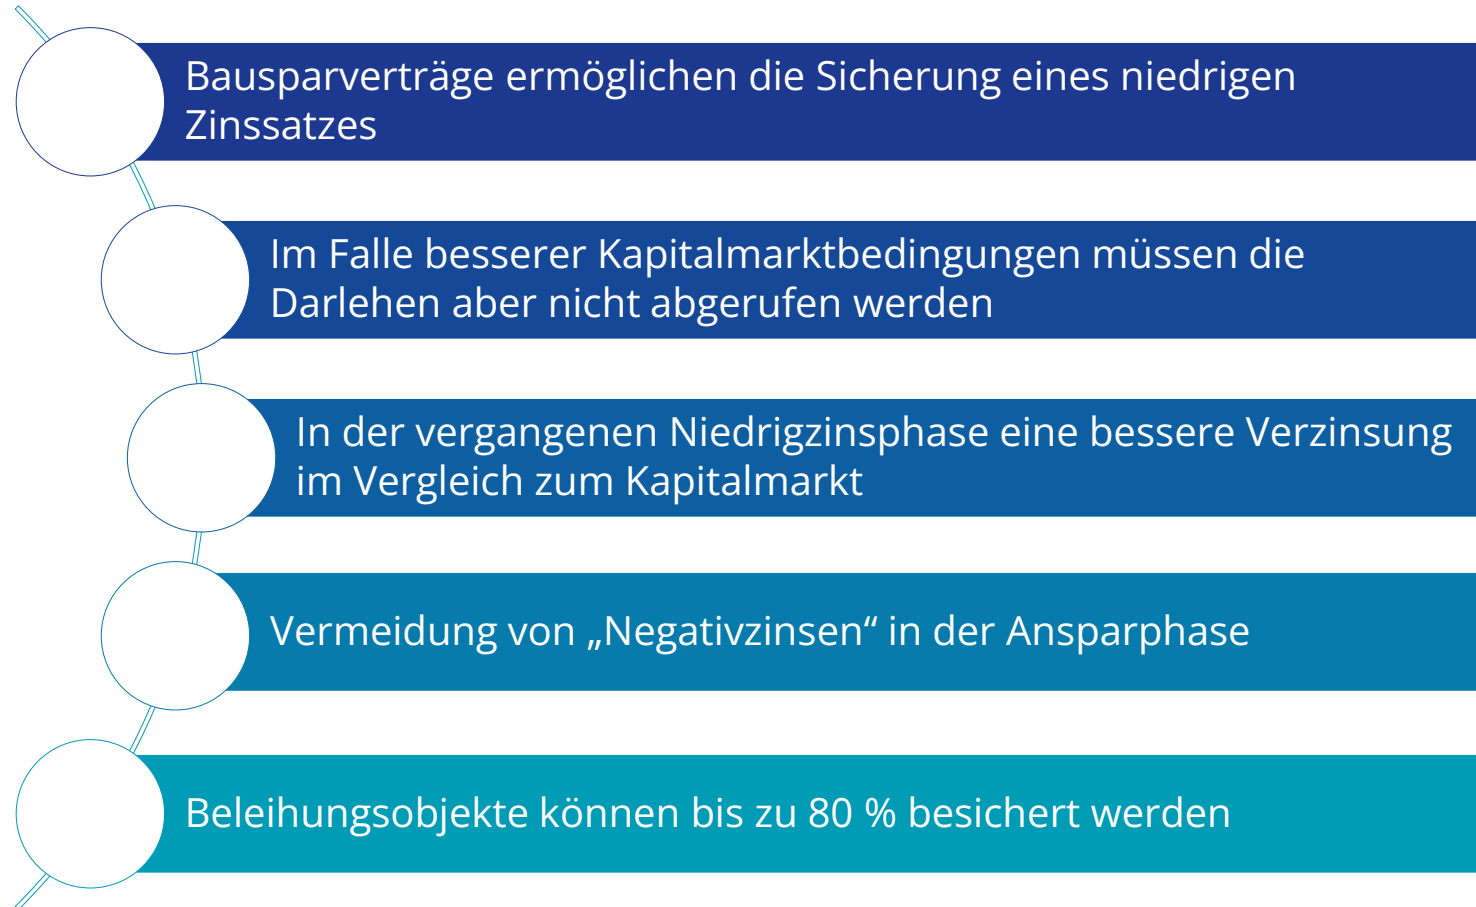 Bausparverträge ermöglichen die Sicherung eines niedrigen
Zinssatzes
Im Falle besserer Kapitalmarktbedingungen müssen die
Darlehen aber nicht abgerufen werden
In der vergangenen Niedrigzinsphase eine bessere Verzinsung
im Vergleich zum Kapitalmarkt
Vermeidung von „Negativzinsen“ in der Ansparphase
Beleihungsobjekte können bis zu 80 % besichert werden